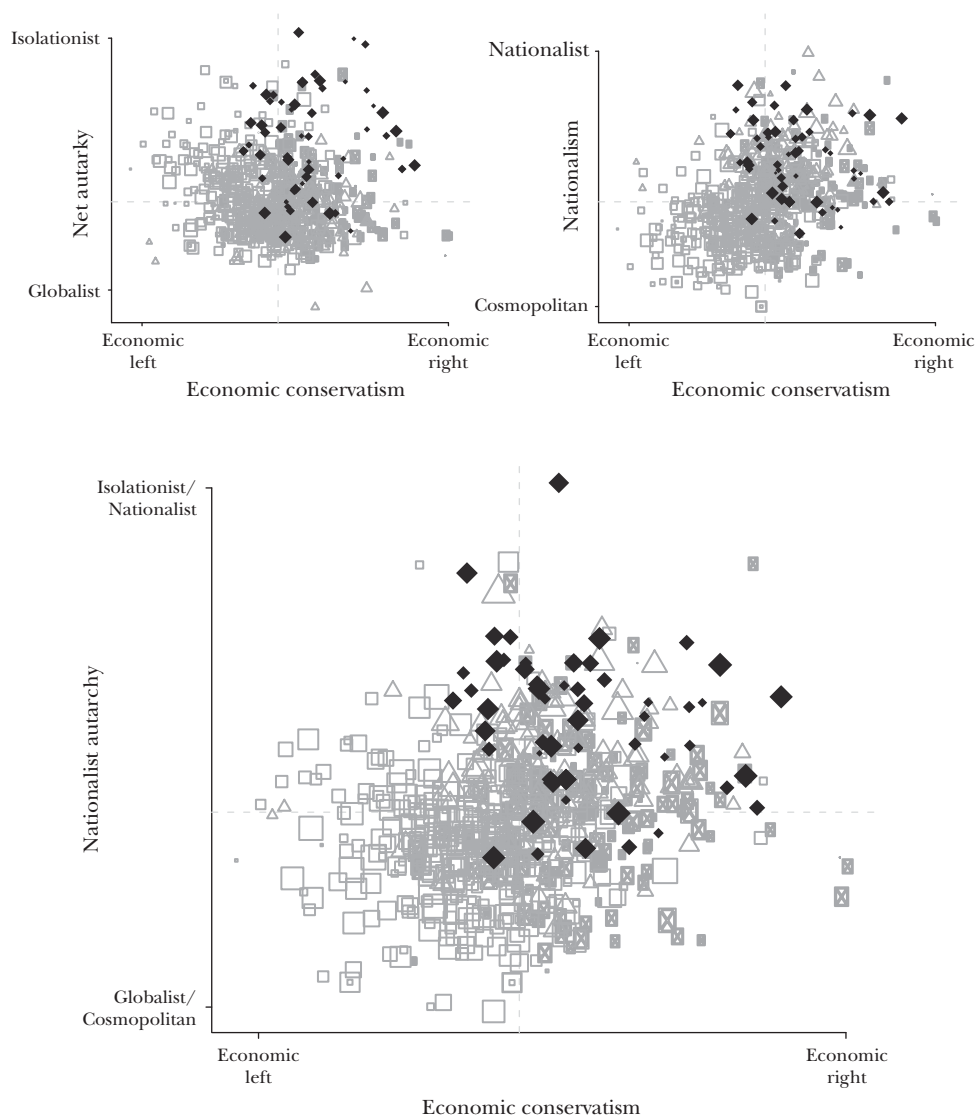 Isolationist
Net autarky
Globalist
Economic
left
Economic
right
Economic conservatism
Nationalist
Nationalism
Cosmopolitan
Economic
left
Economic
right
Economic conservatism
Isolationist/
Nationalist
Nationalist autarchy
Globalist/
Cosmopolitan
Economic
left
Economic
right
Economic conservatism